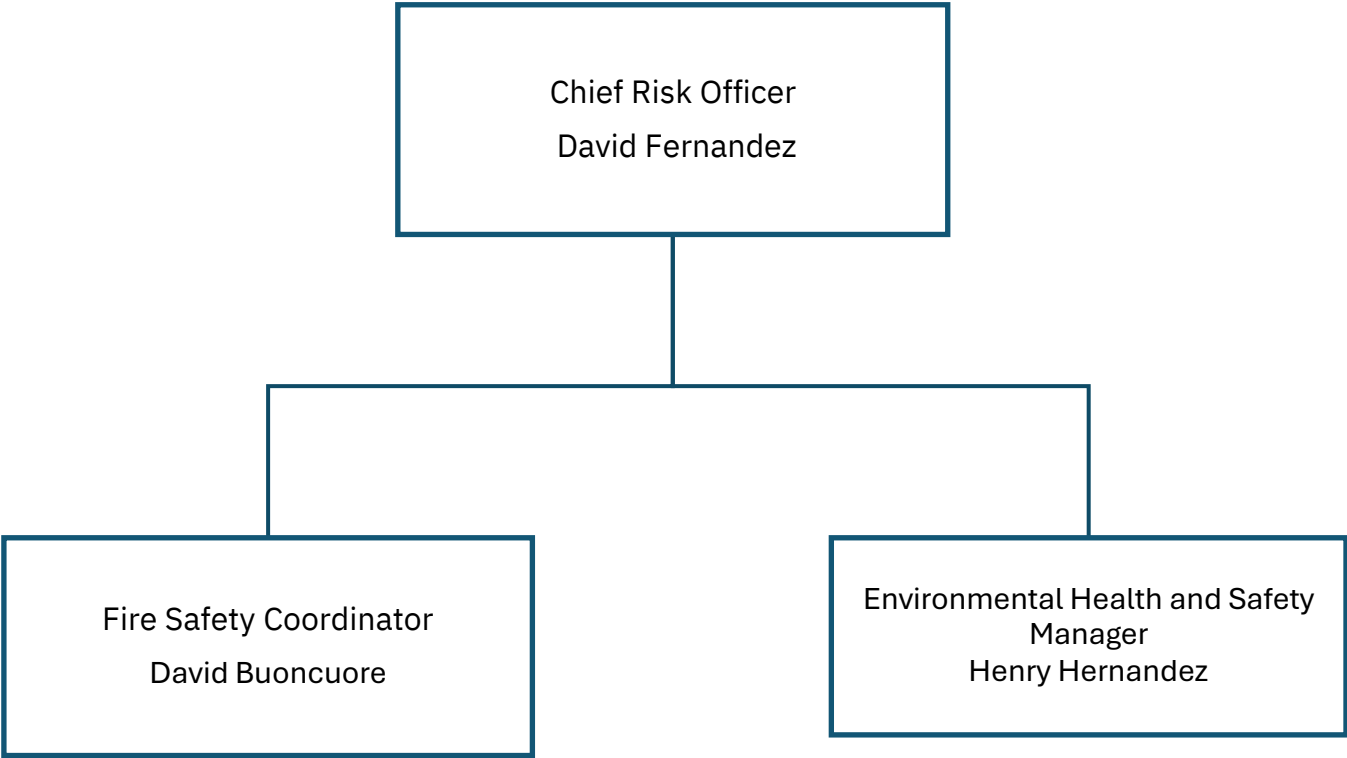 Chief Risk Officer
David Fernandez
Fire Safety Coordinator
David Buoncuore
Environmental Health and Safety
Manager
Henry Hernandez